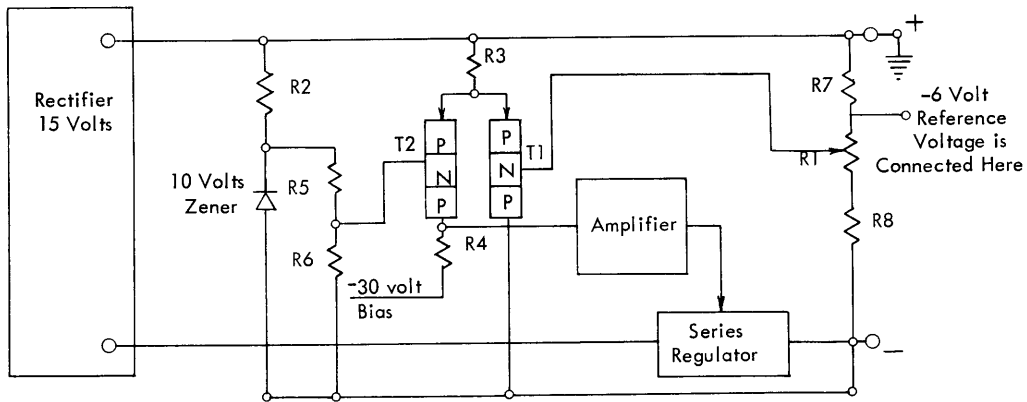 +
R3
R7
R2
-6 Volt
Reference
Voltage is
Connected Here
Rectifier
15 Volts
P
N
P
T2
P
N
P
T1
R1
10 Volts
Zener
R5
R6
R4
Amplifier
R8
-30 volt
Bias
Series
Regulator
-